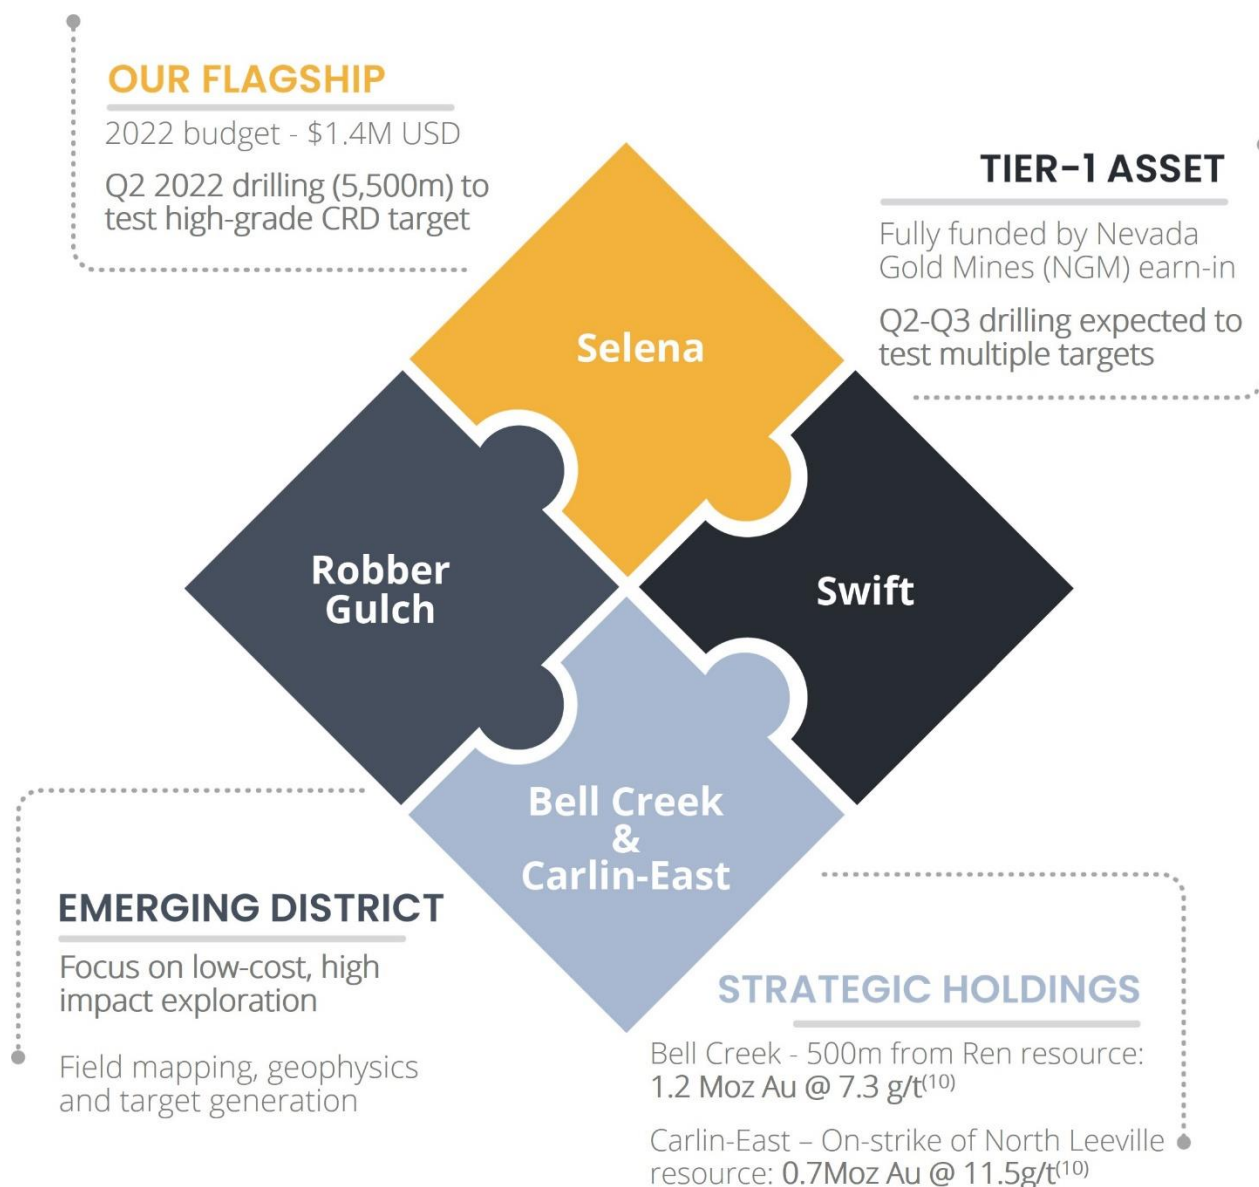 OUR FLAGSHIP
2022 budget - $1.4M USD
Q2 2022 drilling (5,500m) to
test high-grade CRD target
TIER-1 ASSET
Fully funded by Nevada
Gold Mines (NGM) earn-in
Q2-Q3 drilling expected to
test multiple targets
Selena
Robber
Gulch
Swift
Bell Creek
&
Carlin-East
EMERGING DISTRICT
Focus on low-cost, high
impact exploration
Field mapping, geophysics
and target generation
STRATEGIC HOLDINGS
Bell Creek - 500m from Ren resource:
1.2 Moz Au @ 7.3 g/t(10)
Carlin-East – On-strike of North Leeville
resource: 0.7Moz Au @ 11.5g/t(10)